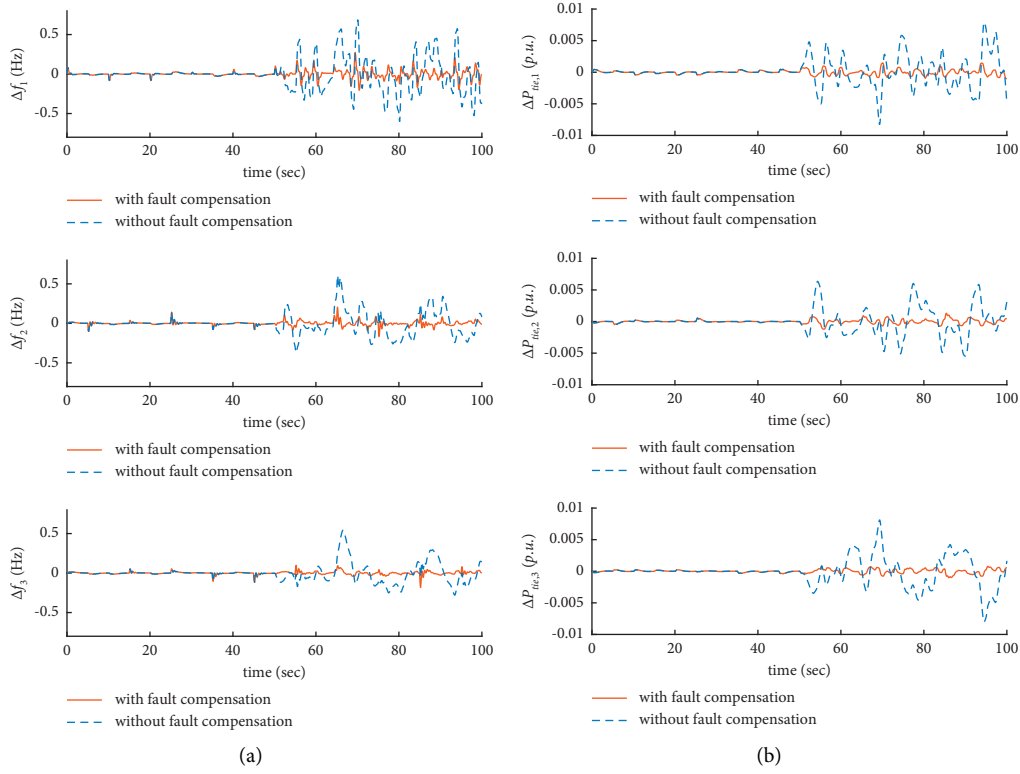 Δf1 (Hz)
0.5
0
-0.5
0 20 40 60 80 100
time (sec)
with fault compensation
without fault compensation
Δf2 (Hz)
0.5
0
-0.5
0 20 40 60 80 100
time (sec)
with fault compensation
without fault compensation
Δf3 (Hz)
0.5
0
-0.5
0 20 40 60 80 100
time (sec)
with fault compensation
without fault compensation
(a)
ΔPtie,1 (p.u.)
0.01
0.005
0
-0.005
-0.01
0 20 40 60 80 100
time (sec)
with fault compensation
without fault compensation
ΔPtie,2 (p.u.)
0.01
0.005
0
-0.005
-0.01
0 20 40 60 80 100
time (sec)
with fault compensation
without fault compensation
ΔPtie,3 (p.u.)
0.01
0.005
0
-0.005
-0.01
0 20 40 60 80 100
time (sec)
with fault compensation
without fault compensation
(b)